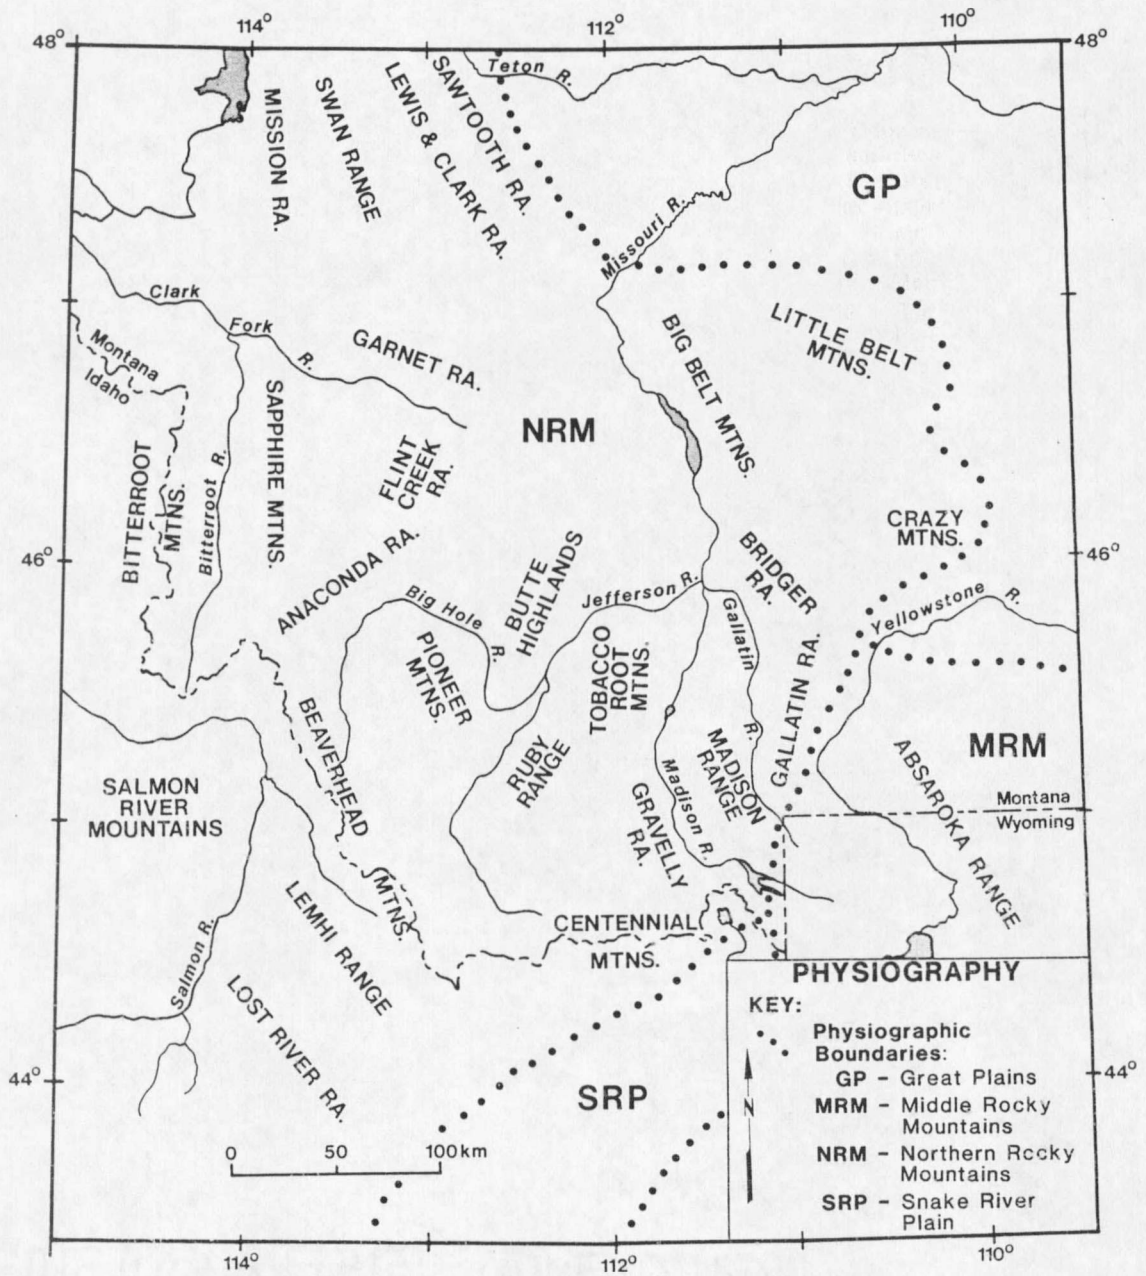 114°
112°
110°
48°
48°
Teton R.
MISSION RA.
SWAN RANGE
LEWIS & CLARK RA.
SAWTOOTH RA.
GP
Missouri R.
Clark
Fork
R.
Montana
Idaho
GARNET RA.
BIG BELT MTNS.
LITTLE BELT
MTNS.
NRM
BITTERROOT
MTNS.
Bitterroot R.
SAPPHIRE MTNS.
FLINT
CREEK
RA.
CRAZY
MTNS.
46°
46°
ANACONDA RA.
Big Hole
R.
BUTTE
HIGHLANDS
Jefferson R.
BRIDGER
RA.
Gallatin
R.
Yellowstone R.
PIONEER
MTNS.
TOBACCO
ROOT
MTNS.
GALLATIN RA.
BEAVERHEAD
MTNS.
RUBY
RANGE
MADISON
RANGE
Madison R.
GRAVELLY
RA.
MRM
ABSAROKA RANGE
Montana
Wyoming
SALMON
RIVER
MOUNTAINS
LEMHI RANGE
CENTENNIAL
MTNS.
Salmon R.
LOST RIVER RA.
44°
44°
SRP
0 50 100km
PHYSIOGRAPHY
KEY:
Physiographic
Boundaries:
GP – Great Plains
MRM – Middle Rocky
Mountains
N
NRM – Northern Rocky
Mountains
SRP – Snake River
Plain
114°
112°
110°